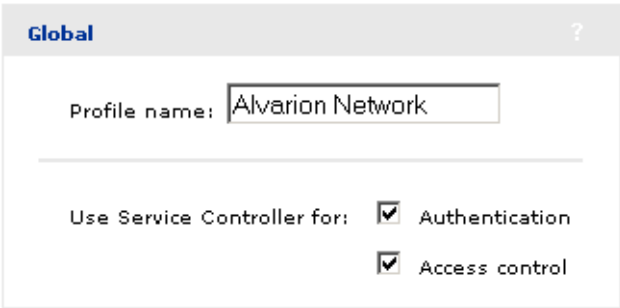 Global ?
Profile name: Alvarion Network
Use Service Controller for: Authentication
Access control